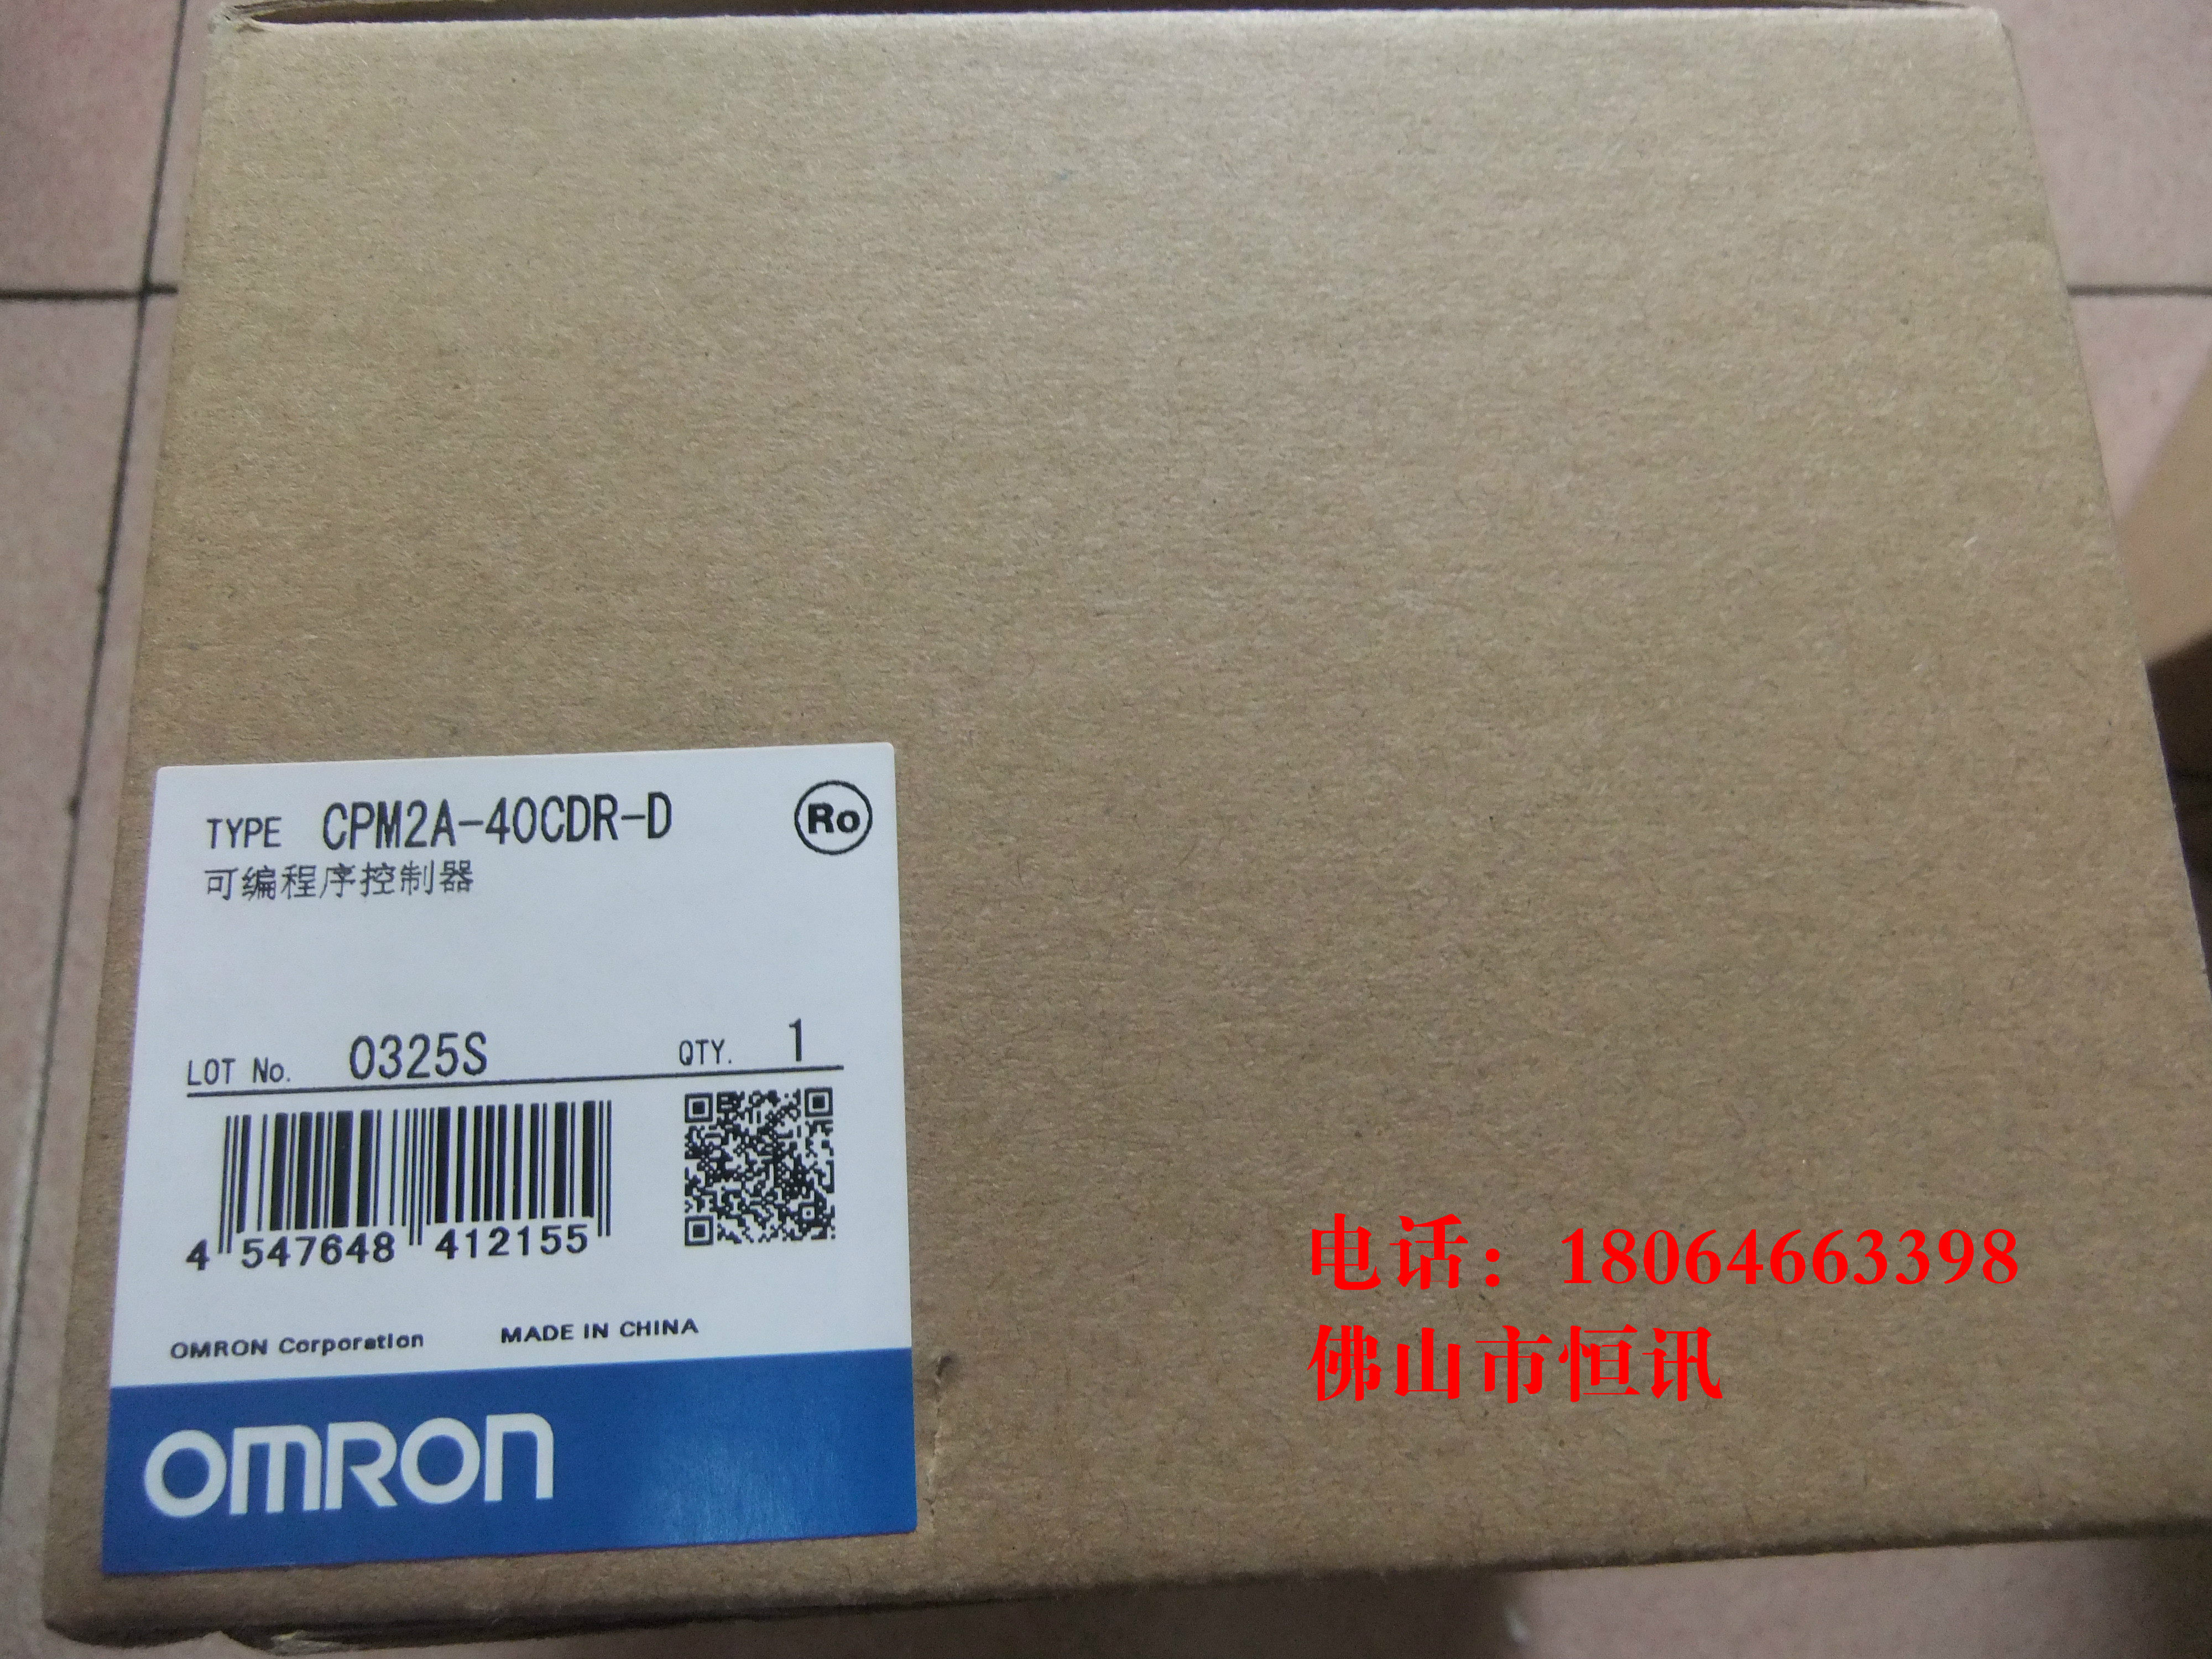 TYPE CPM2A-40CDR-D Ro
可编程序控制器
LOT No. 0325S QTY. 1
4 547648 412155
OMRON Corporation MADE IN CHINA
OMRON
电话：18064663398
佛山市恒讯